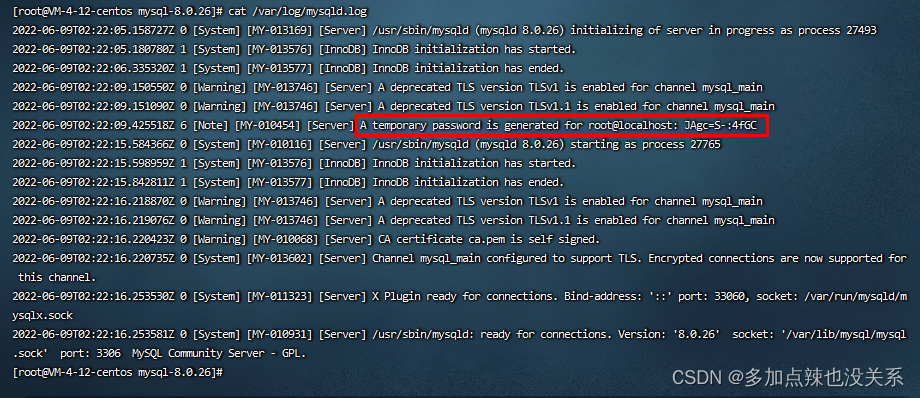 [root@VM-4-12-centos mysql-8.0.26]# cat /var/log/mysqld.log
2022-06-09T02:22:05.158727Z 0 [System] [MY-013169] [Server] /usr/sbin/mysqld (mysqld 8.0.26) initializing of server in progress as process 27493
2022-06-09T02:22:05.180780Z 1 [System] [MY-013576] [InnoDB] InnoDB initialization has started.
2022-06-09T02:22:06.335320Z 1 [System] [MY-013577] [InnoDB] InnoDB initialization has ended.
2022-06-09T02:22:09.150550Z 0 [Warning] [MY-013746] [Server] A deprecated TLS version TLSv1 is enabled for channel mysql_main
2022-06-09T02:22:09.151090Z 0 [Warning] [MY-013746] [Server] A deprecated TLS version TLSv1.1 is enabled for channel mysql_main
2022-06-09T02:22:09.425518Z 6 [Note] [MY-010454] [Server] A temporary password is generated for root@localhost: JAgc=S-:4fGC
2022-06-09T02:22:15.584366Z 0 [System] [MY-010116] [Server] /usr/sbin/mysqld (mysqld 8.0.26) starting as process 27765
2022-06-09T02:22:15.598959Z 1 [System] [MY-013576] [InnoDB] InnoDB initialization has started.
2022-06-09T02:22:15.842811Z 1 [System] [MY-013577] [InnoDB] InnoDB initialization has ended.
2022-06-09T02:22:16.218870Z 0 [Warning] [MY-013746] [Server] A deprecated TLS version TLSv1 is enabled for channel mysql_main
2022-06-09T02:22:16.219076Z 0 [Warning] [MY-013746] [Server] A deprecated TLS version TLSv1.1 is enabled for channel mysql_main
2022-06-09T02:22:16.220423Z 0 [Warning] [MY-010068] [Server] CA certificate ca.pem is self signed.
2022-06-09T02:22:16.220735Z 0 [System] [MY-013602] [Server] Channel mysql_main configured to support TLS. Encrypted connections are now supported for
this channel.
2022-06-09T02:22:16.253530Z 0 [System] [MY-011323] [Server] X Plugin ready for connections. Bind-address: '::' port: 33060, socket: /var/run/mysqld/m
ysqlx.sock
2022-06-09T02:22:16.253581Z 0 [System] [MY-010931] [Server] /usr/sbin/mysqld: ready for connections. Version: '8.0.26'  socket: '/var/lib/mysql/mysql
.sock'  port: 3306  MySQL Community Server - GPL.
[root@VM-4-12-centos mysql-8.0.26]#
CSDN @多加点辣也没关系